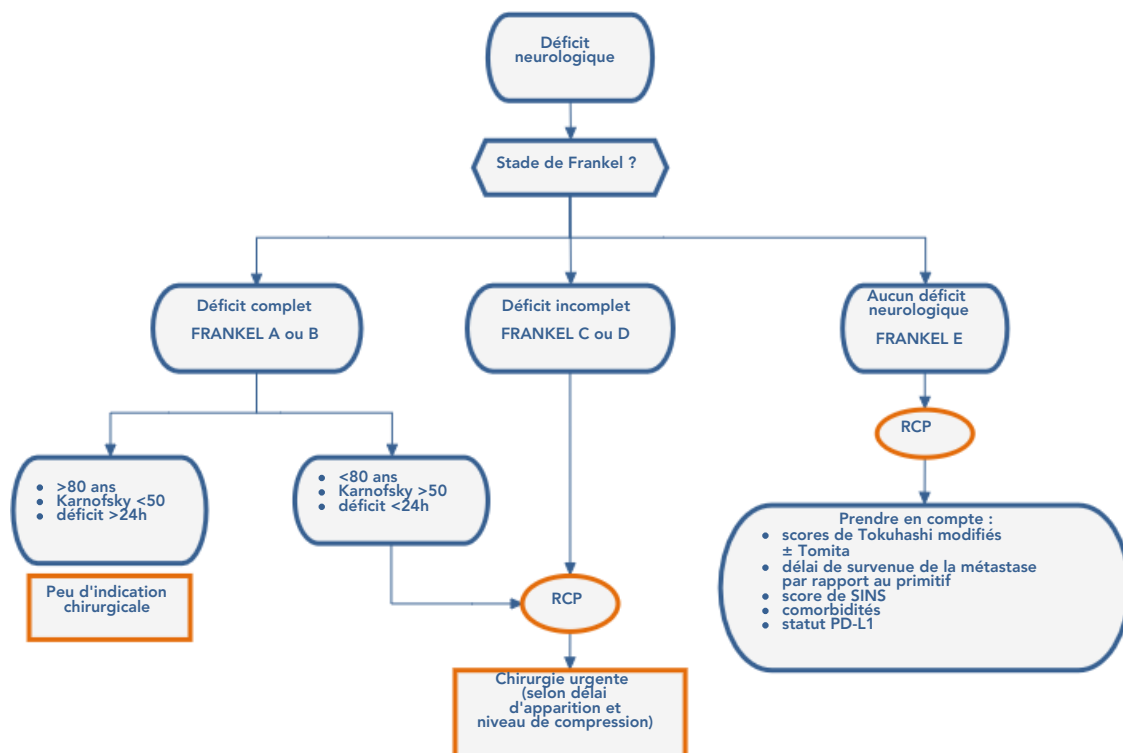 Déficit
neurologique
Stade de Frankel ?
Déficit complet
FRANKEL A ou B
Déficit incomplet
FRANKEL C ou D
Aucun déficit
neurologique
FRANKEL E
RCP
• >80 ans
• Karnofsky <50
• déficit >24h
• <80 ans
• Karnofsky >50
• déficit <24h
Prendre en compte :
• scores de Tokuhashi modifiés
± Tomita
• délai de survenue de la métastase
par rapport au primitif
• score de SINS
• comorbidités
• statut PD-L1
Peu d'indication
chirurgicale
RCP
Chirurgie urgente
(selon délai
d'apparition et
niveau de compression)